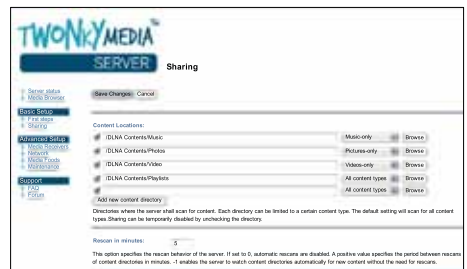 TWONKYMEDIA™
SERVER
Sharing
Server status
Media Browser
Save Changes
Cancel
Basic Setup
First steps
Sharing
Content Locations:
/DLNA Contents/Music
Music-only
Browse
Advanced Setup
Media Receivers
Network
Media Feeds
Maintenance
/DLNA Contents/Photos
Pictures-only
Browse
/DLNA Contents/Video
Videos-only
Browse
/DLNA Contents/Playlists
All content types
Browse
Support
FAQ
Forum
All content types
Browse
Add new content directory
Directories where the server shall scan for content. Each directory can be limited to a certain content type. The default setting will scan for all content
types.Sharing can be temporarily disabled by unchecking the directory.
Rescan in minutes:
5
This option specifies the rescan behavior of the server. If set to 0, automatic rescans are disabled. A positive value specifies the period between rescans
of content directories in minutes. -1 enables the server to watch content directories automatically for new content without the need for rescans.